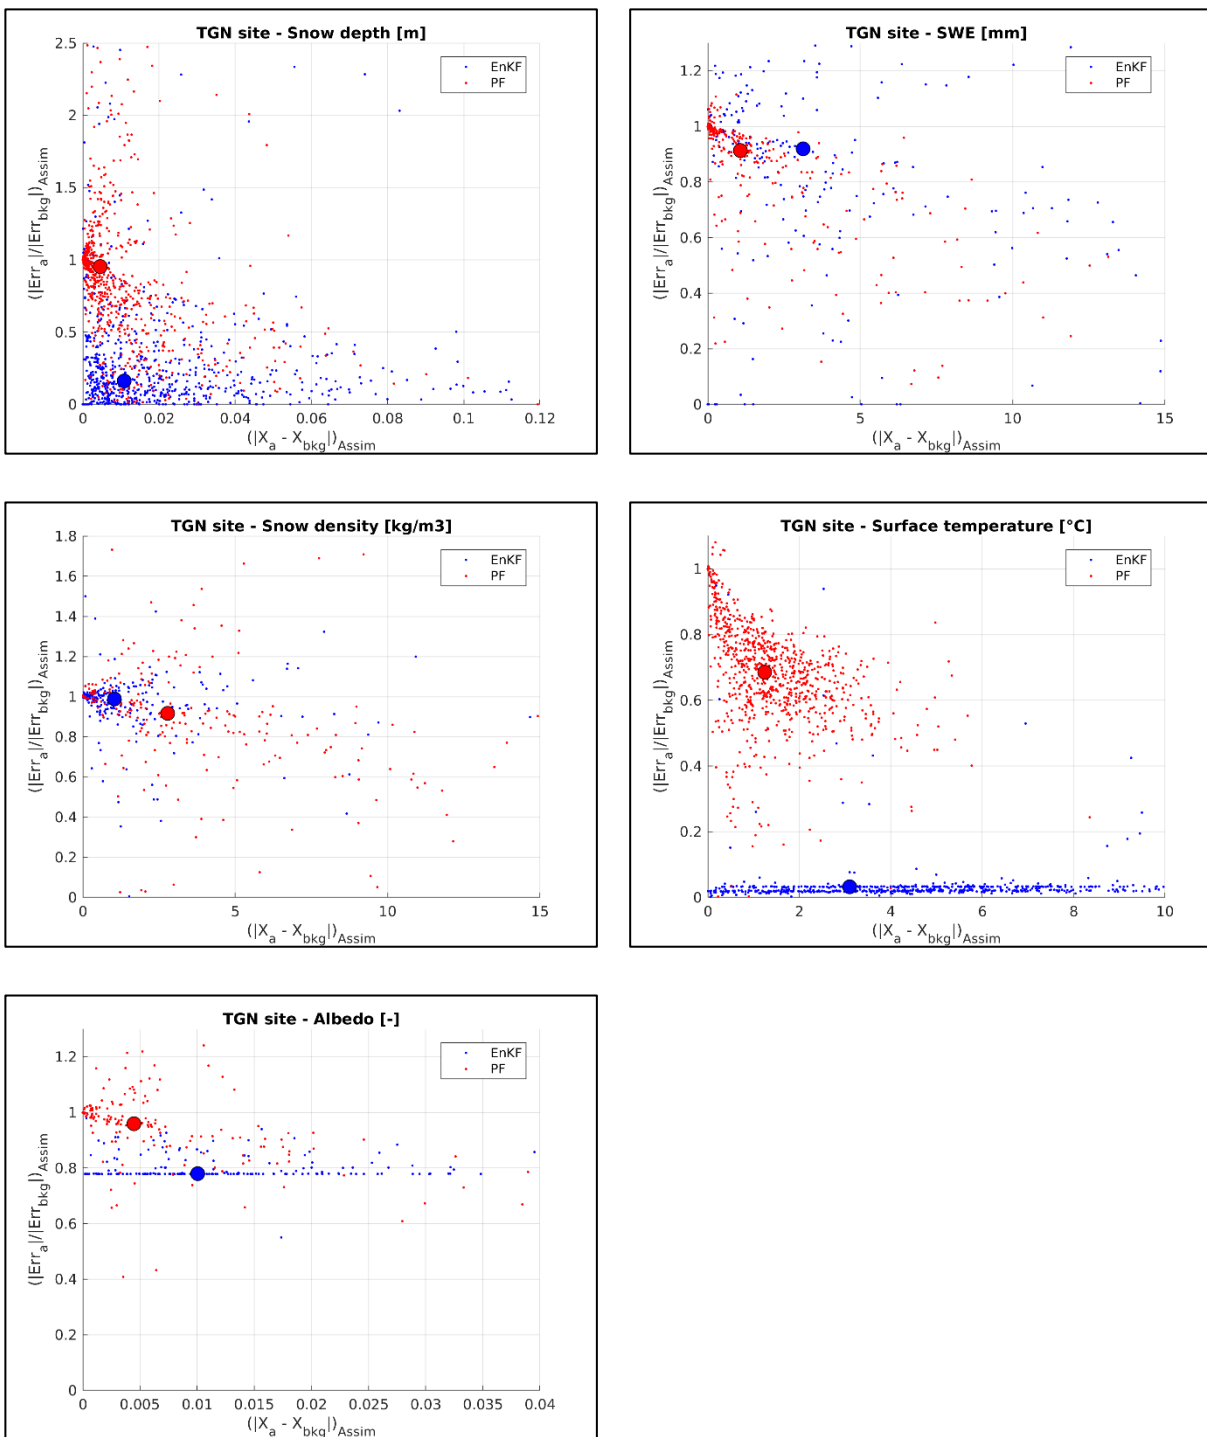 TGN site - Snow depth [m]
2.5
2
1.5
1
0.5
0
0
0.02
0.04
0.06
0.08
0.1
0.12
(|Err_a|/|Err_bkg|)_Assim
(|X_a - X_bkg|)_Assim
EnKF
PF
TGN site - SWE [mm]
1.2
1
0.8
0.6
0.4
0.2
0
0
5
10
15
(|Err_a|/|Err_bkg|)_Assim
(|X_a - X_bkg|)_Assim
EnKF
PF
TGN site - Snow density [kg/m3]
1.8
1.6
1.4
1.2
1
0.8
0.6
0.4
0.2
0
0
5
10
15
(|Err_a|/|Err_bkg|)_Assim
(|X_a - X_bkg|)_Assim
EnKF
PF
TGN site - Surface temperature [°C]
1
0.8
0.6
0.4
0.2
0
0
2
4
6
8
10
(|Err_a|/|Err_bkg|)_Assim
(|X_a - X_bkg|)_Assim
EnKF
PF
TGN site - Albedo [-]
1.2
1
0.8
0.6
0.4
0.2
0
0
0.005
0.01
0.015
0.02
0.025
0.03
0.035
0.04
(|Err_a|/|Err_bkg|)_Assim
(|X_a - X_bkg|)_Assim
EnKF
PF